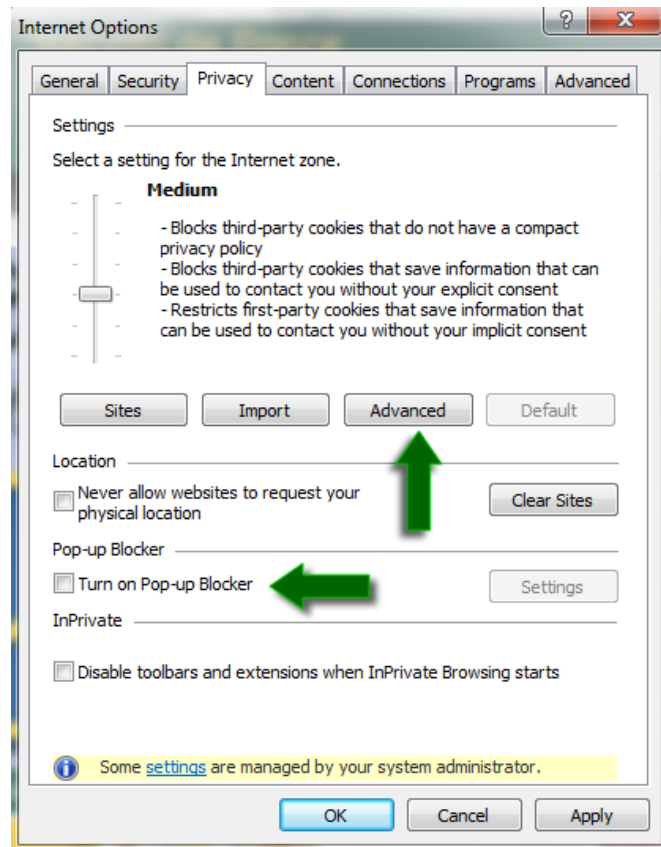 Internet Options
General Security Privacy Content Connections Programs Advanced
Settings
Select a setting for the Internet zone.
Medium
- Blocks third-party cookies that do not have a compact
privacy policy
- Blocks third-party cookies that save information that can
be used to contact you without your explicit consent
- Restricts first-party cookies that save information that
can be used to contact you without your implicit consent
Sites Import Advanced Default
Location
Never allow websites to request your
physical location
Clear Sites
Pop-up Blocker
Turn on Pop-up Blocker
Settings
InPrivate
Disable toolbars and extensions when InPrivate Browsing starts
Some settings are managed by your system administrator.
OK Cancel Apply